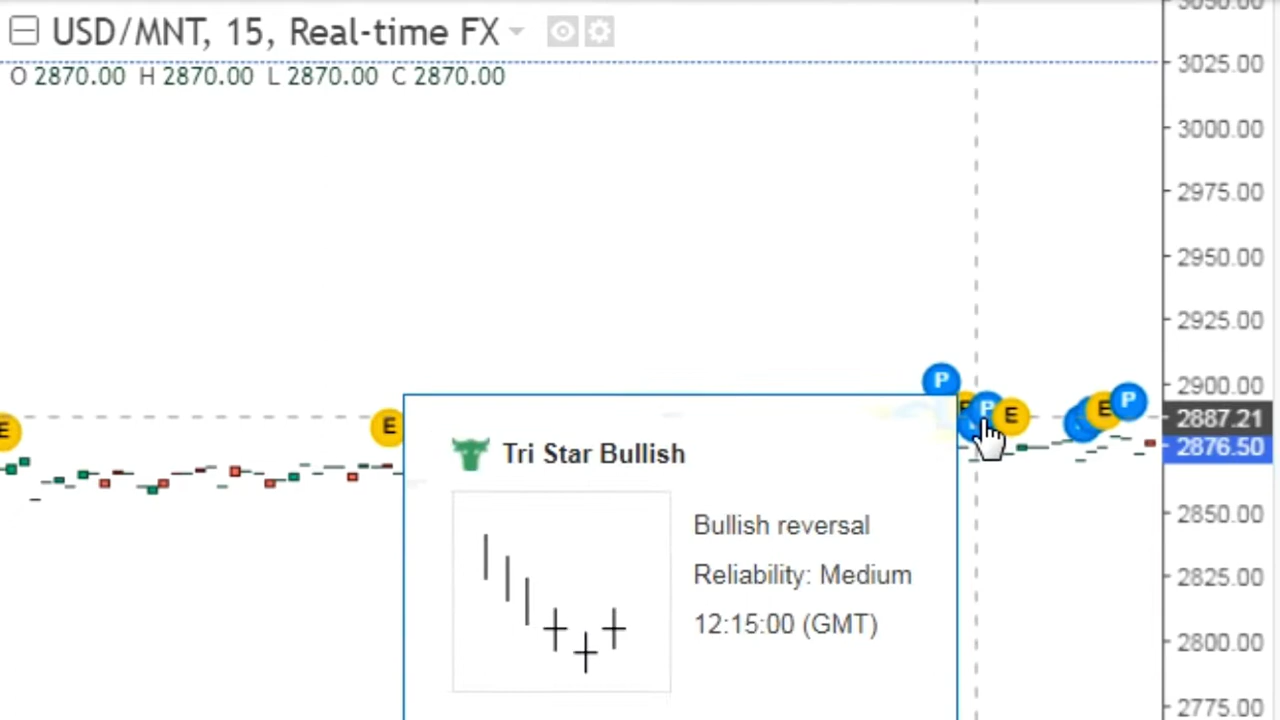 USD/MNT, 15, Real-time FX
O 2870.00 H 2870.00 L 2870.00 C 2870.00
3050.00
3025.00
3000.00
2975.00
2950.00
2925.00
2900.00
2887.21
2876.50
2850.00
2825.00
2800.00
2775.00
P
E
P
E
E
P
E
E
Tri Star Bullish
Bullish reversal
Reliability: Medium
12:15:00 (GMT)